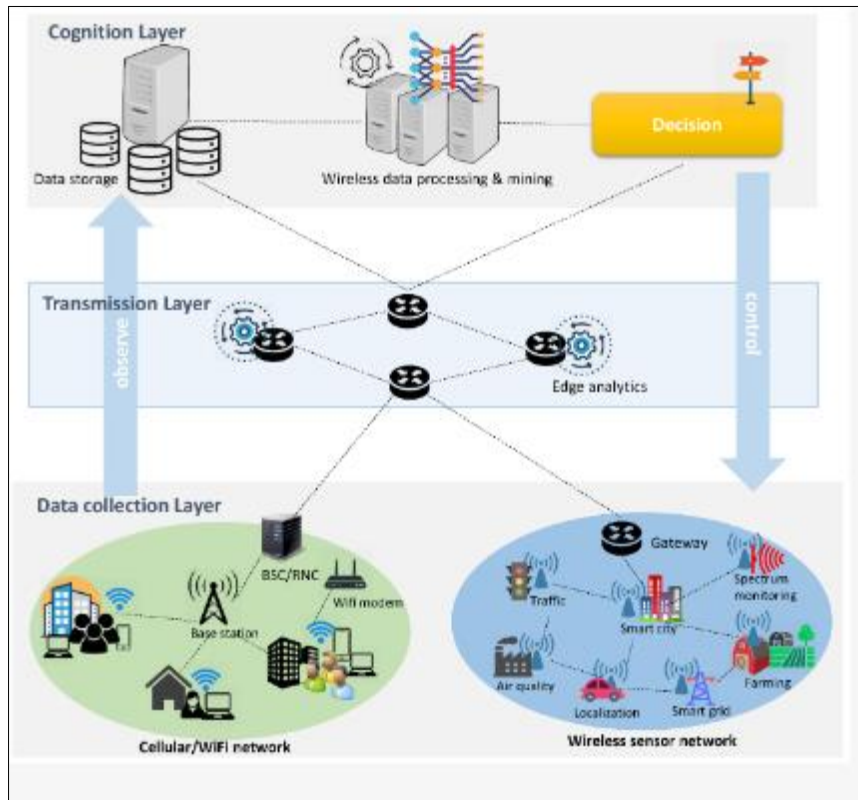 Cognition Layer
Decision
Data storage
Wireless data processing & mining
Transmission Layer
observe
control
Edge analytics
Data collection Layer
BSC/RNC
Wifi modem
Base station
Cellular/WiFi network
Gateway
Spectrum
monitoring
Traffic
Smart city
Air quality
Localization
Smart grid
Farming
Wireless sensor network